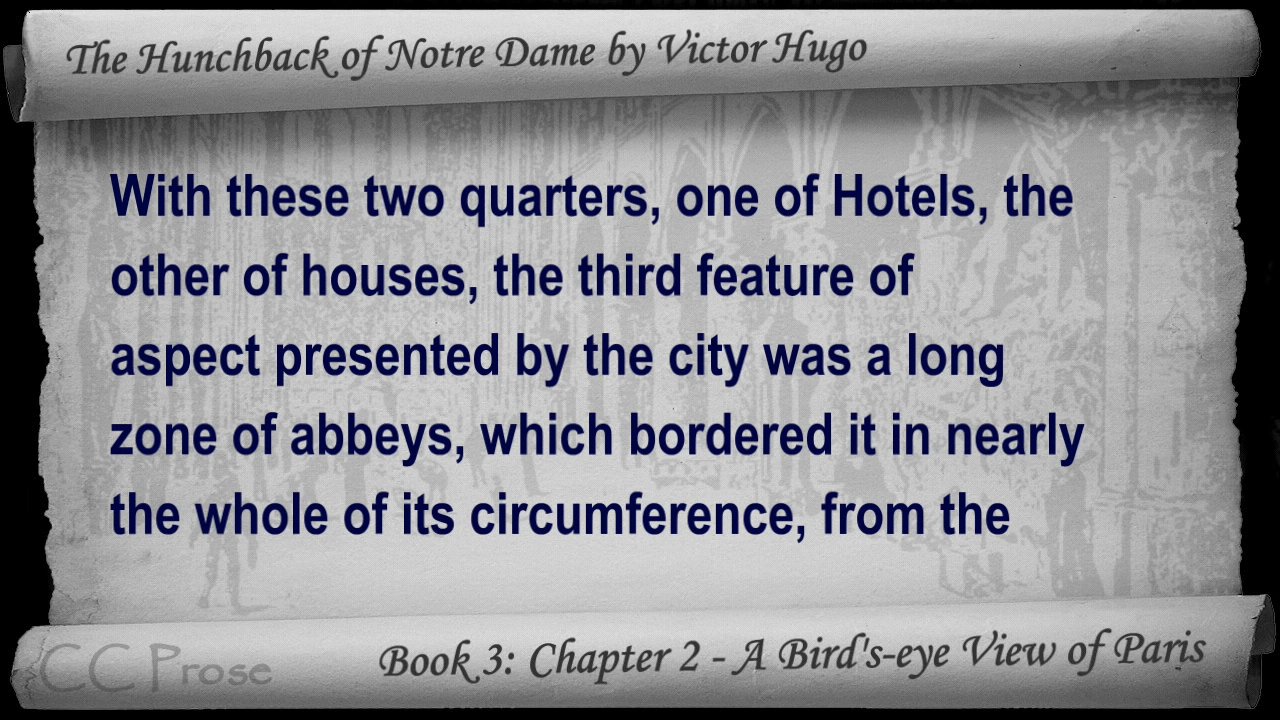 The Hunchback of Notre Dame by Victor Hugo
With these two quarters, one of Hotels, the
other of houses, the third feature of
aspect presented by the city was a long
zone of abbeys, which bordered it in nearly
the whole of its circumference, from the
CC Prose
Book 3: Chapter 2 - A Bird's-eye View of Paris